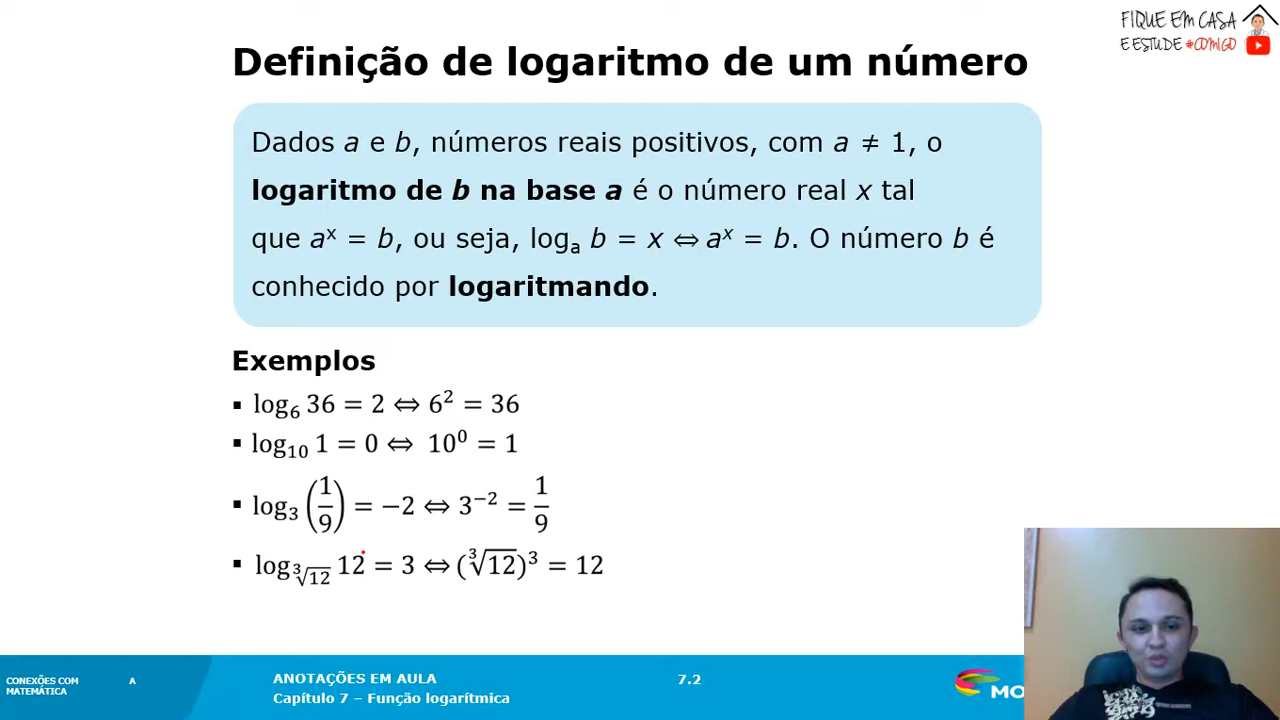 FIQUE EM CASA
E ESTUDE #COMIGO
Definição de logaritmo de um número
Dados a e b, números reais positivos, com a ≠ 1, o
logaritmo de b na base a é o número real x tal
que aˣ = b, ou seja, logₐ b = x ⇔ aˣ = b. O número b é
conhecido por logaritmando.
Exemplos
▪ log₆ 36 = 2 ⇔ 6² = 36
▪ log₁₀ 1 = 0 ⇔ 10⁰ = 1
▪ log₃ (1/9) = −2 ⇔ 3⁻² = 1/9
▪ log_∛12 12 = 3 ⇔ (∛12)³ = 12
CONEXÕES COM A
MATEMÁTICA
ANOTAÇÕES EM AULA
Capítulo 7 – Função logarítmica
7.2
MO